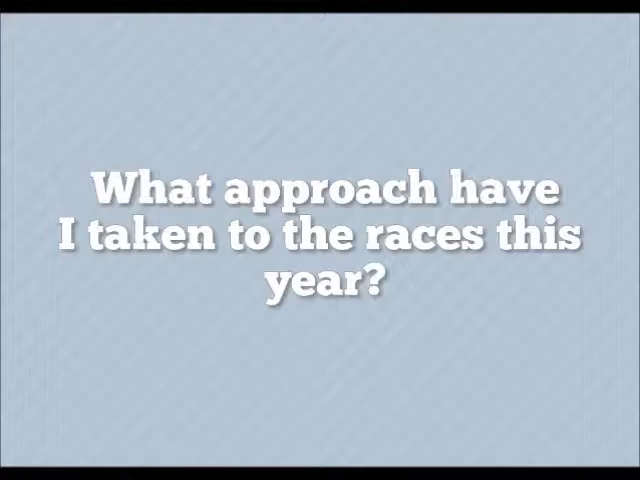 What approach have
I taken to the races this
year?